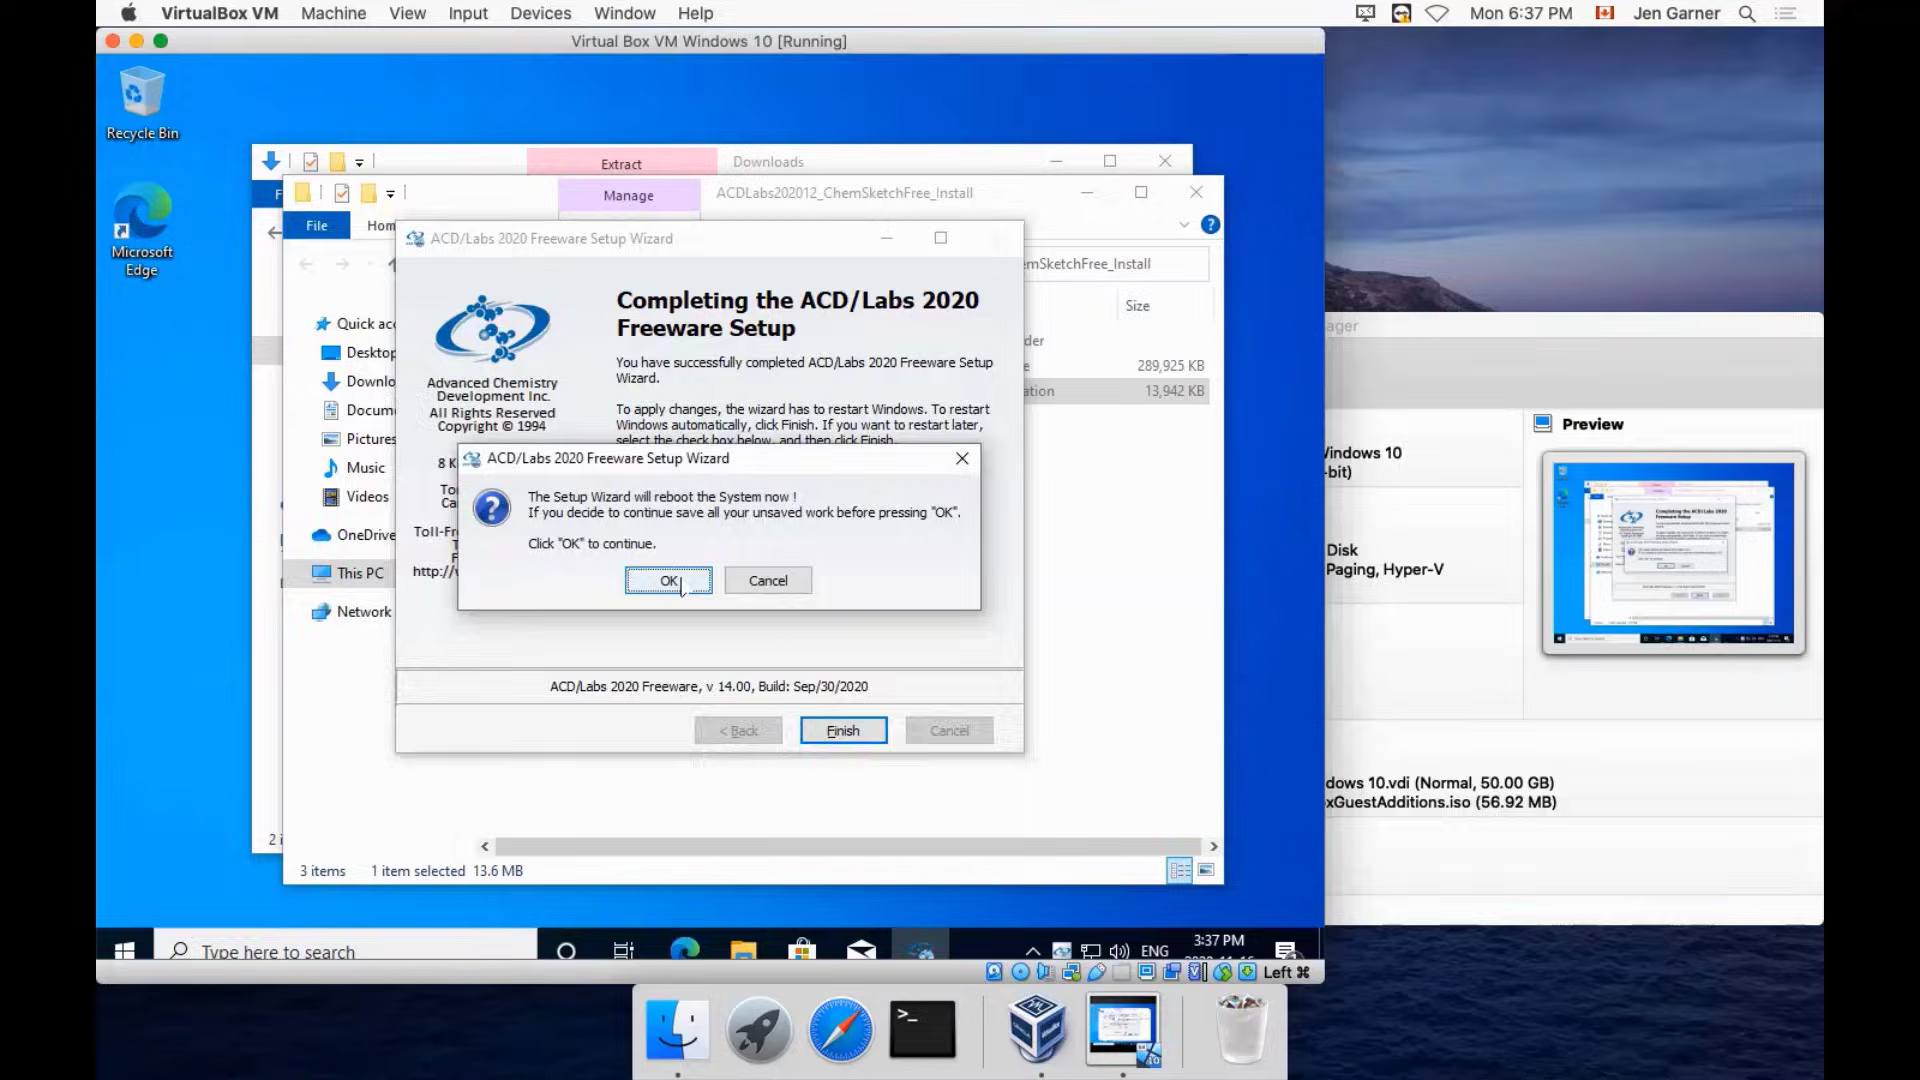 VirtualBox VM Machine View Input Devices Window Help
Mon 6:37 PM Jen Garner
Virtual Box VM Windows 10 [Running]
Recycle Bin
Microsoft
Edge
Extract Downloads
Manage ACDLabs202012_ChemSketchFree_Install
File Hom
ACD/Labs 2020 Freeware Setup Wizard
emSketchFree_Install
Size
289,925 KB
ation 13,942 KB
Quick acc
Desktop
Downlo
Docum
Pictures
Music
Videos
OneDrive
This PC
Network
Completing the ACD/Labs 2020
Freeware Setup
You have successfully completed ACD/Labs 2020 Freeware Setup
Wizard.
To apply changes, the wizard has to restart Windows. To restart
Windows automatically, click Finish. If you want to restart later,
select the check box below, and then click Finish.
Advanced Chemistry
Development Inc.
All Rights Reserved
Copyright © 1994
8 K
Toll-Fr
ACD/Labs 2020 Freeware Setup Wizard
The Setup Wizard will reboot the System now !
If you decide to continue save all your unsaved work before pressing "OK".
Click "OK" to continue.
OK Cancel
ACD/Labs 2020 Freeware, v 14.00, Build: Sep/30/2020
< Back Finish Cancel
3 items 1 item selected 13.6 MB
Type here to search
ENG
3:37 PM
Left ⌘
ager
Preview
Windows 10
-bit)
Disk
Paging, Hyper-V
dows 10.vdi (Normal, 50.00 GB)
xGuestAdditions.iso (56.92 MB)